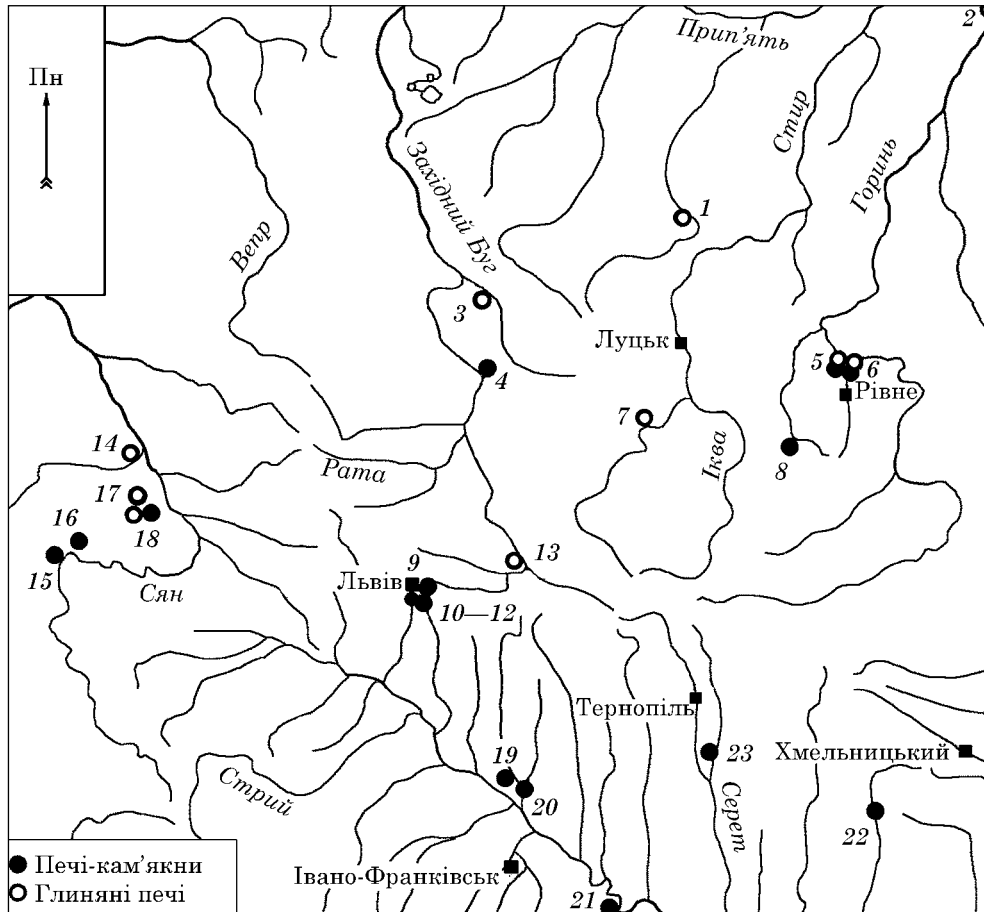 2
Прип'ять
Пн
Стир
Горинь
Західний Буг
Вепр
1
3
Луцьк
4
5
6
Рівне
7
8
Іква
14
Рата
17
18
16
15
Сян
13
9
Львів
10—12
Тернопіль
Хмельницький
23
19
20
Стрий
Серет
22
Печі-кам'якни
Глиняні печі
Івано-Франківськ
21